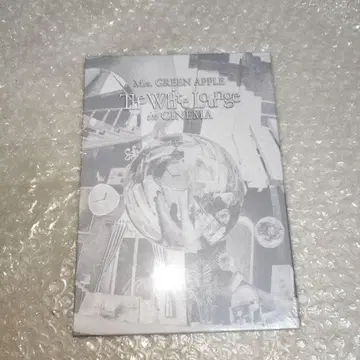 Mrs. GREEN APPLE
The White Lounge
in CINEMA